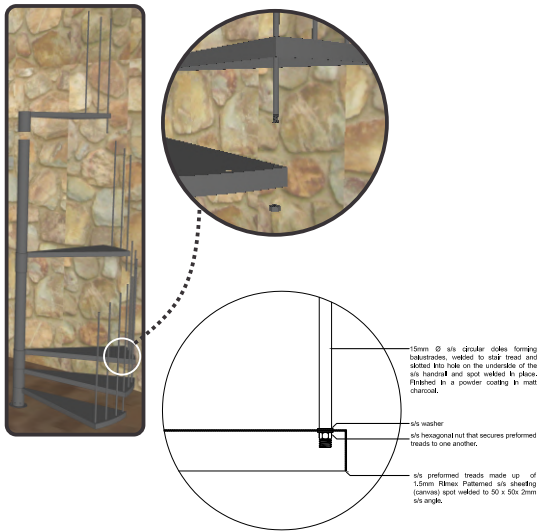 15mm Ø s/s circular doles forming
balustrades, welded to stair tread and
slotted into hole on the underside of the
s/s handrail and spot welded in place.
Finished in a powder coating in matt
charcoal.
s/s washer
s/s hexagonal nut that secures preformed
treads to one another.
s/s preformed treads made up of
1.5mm Rimex Patterned s/s sheeting
(canvas) spot welded to 50 x 50x 2mm
s/s angle.